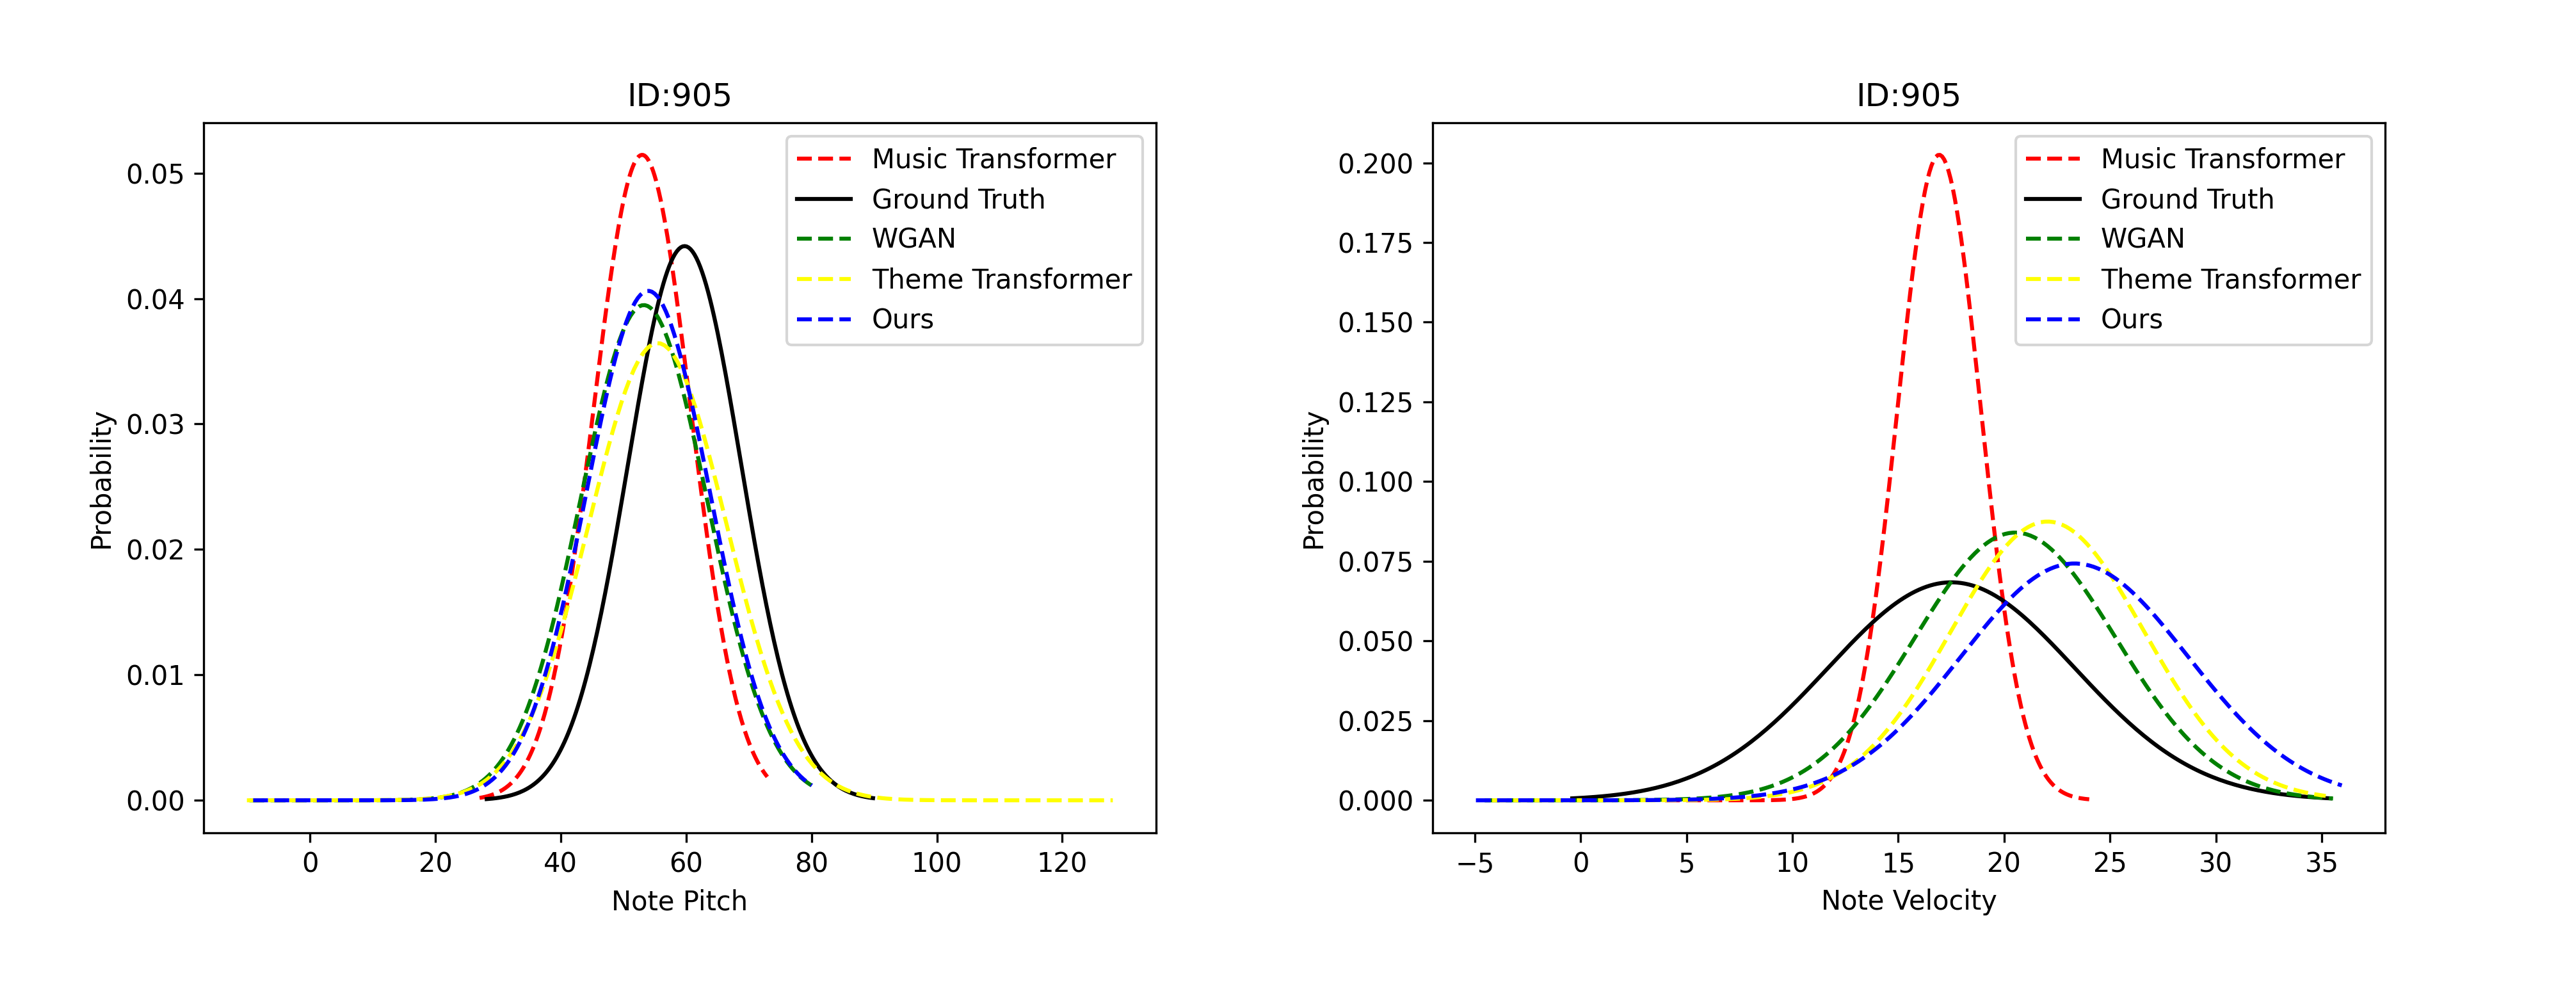 ID:905
Music Transformer
Ground Truth
WGAN
Theme Transformer
Ours
0.05
0.04
0.03
0.02
0.01
0.00
Probability
0 20 40 60 80 100 120
Note Pitch
ID:905
Music Transformer
Ground Truth
WGAN
Theme Transformer
Ours
0.200
0.175
0.150
0.125
0.100
0.075
0.050
0.025
0.000
Probability
−5 0 5 10 15 20 25 30 35
Note Velocity